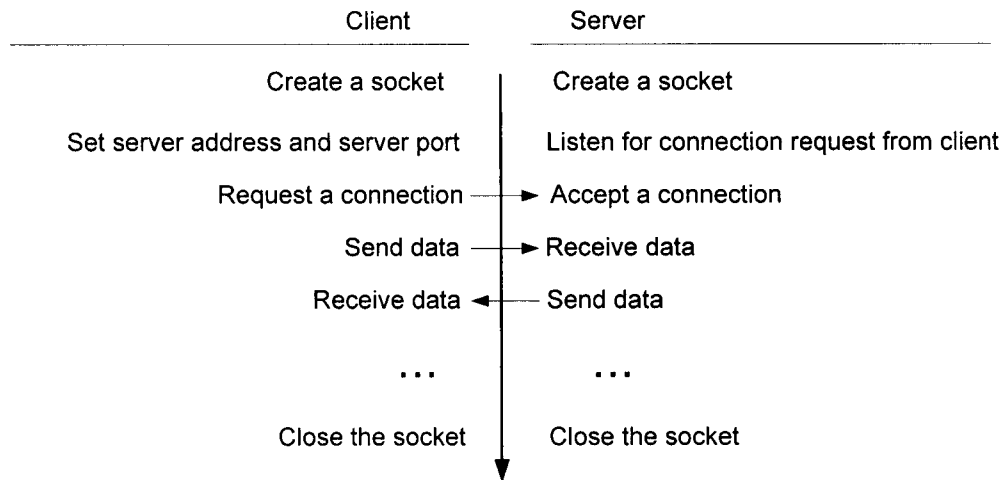 Client Server
Create a socket Create a socket
Set server address and server port Listen for connection request from client
Request a connection Accept a connection
Send data Receive data
Receive data Send data
... ...
Close the socket Close the socket